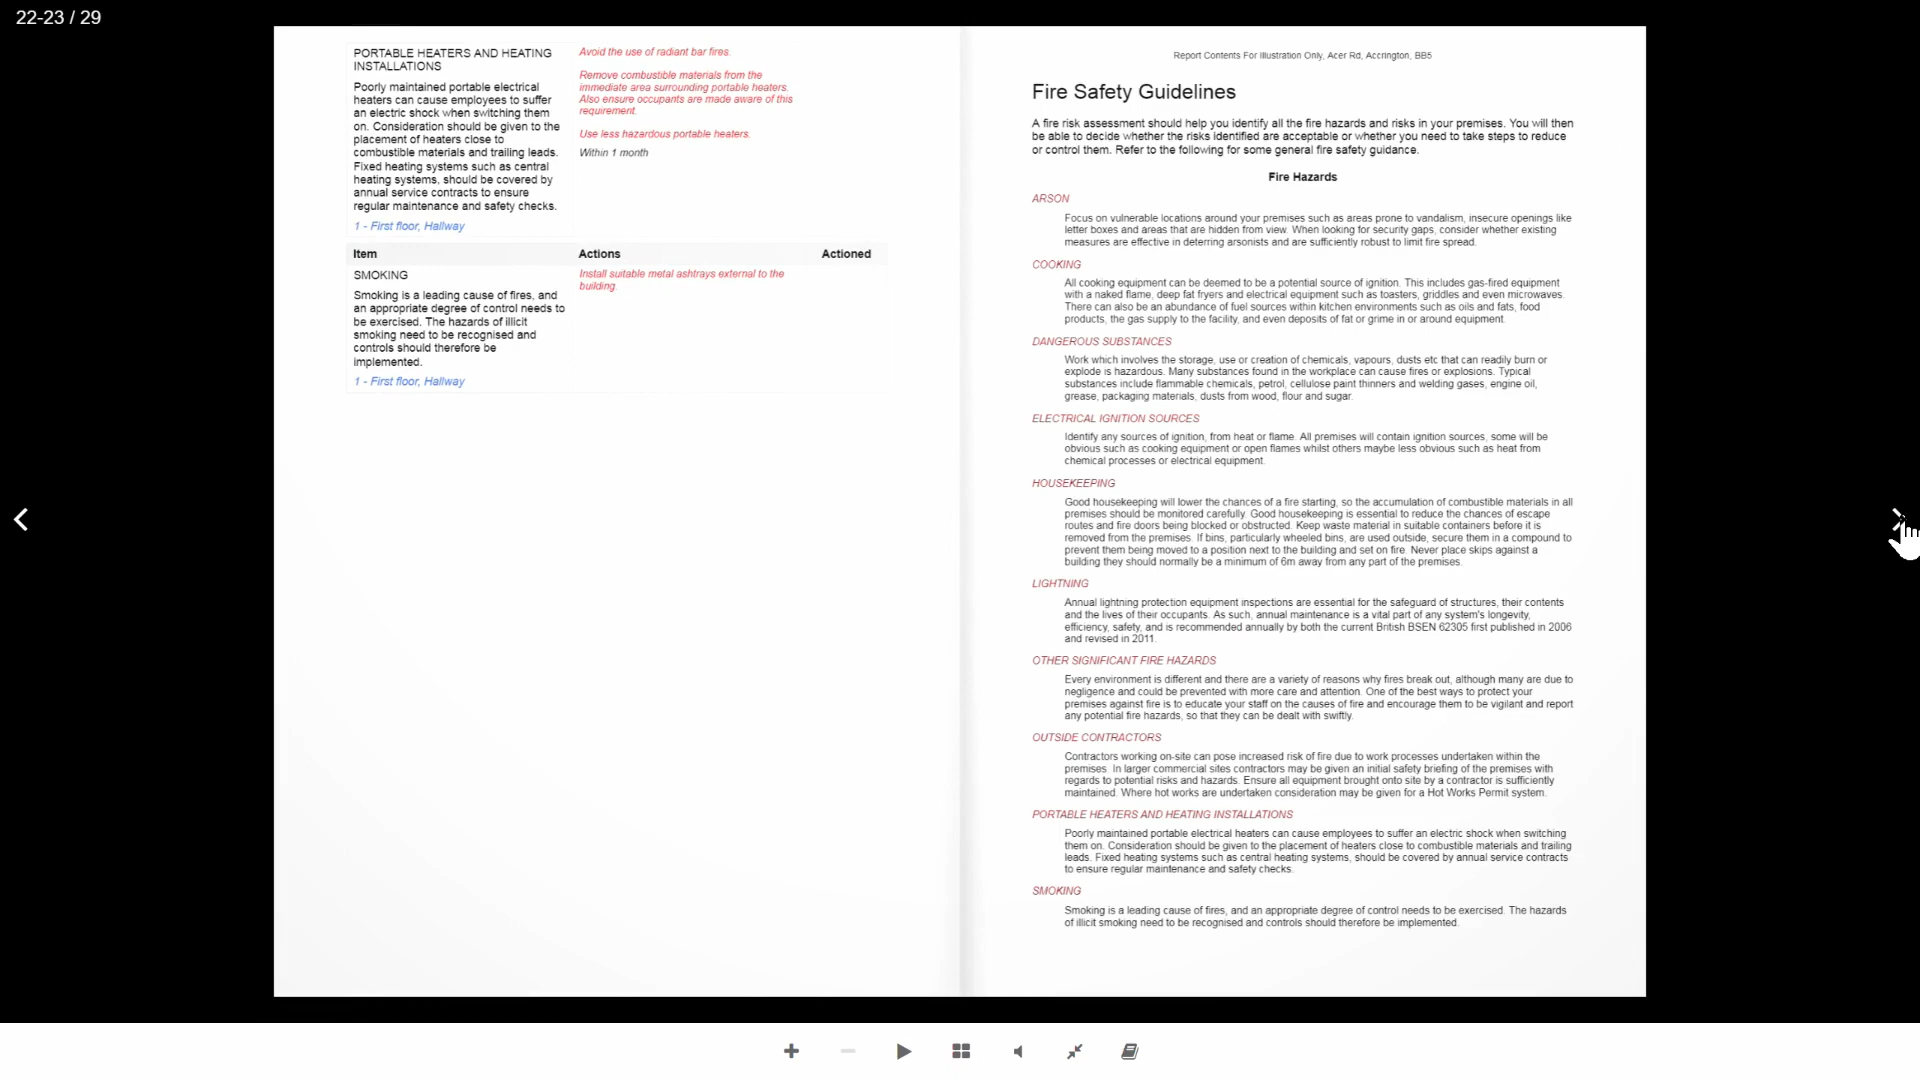 22-23 / 29
PORTABLE HEATERS AND HEATING
INSTALLATIONS
Poorly maintained portable electrical
heaters can cause employees to suffer
an electric shock when switching them
on. Consideration should be given to the
placement of heaters close to
combustible materials and trailing leads.
Fixed heating systems such as central
heating systems, should be covered by
annual service contracts to ensure
regular maintenance and safety checks.
1 - First floor, Hallway
Avoid the use of radiant bar fires.
Remove combustible materials from the
immediate area surrounding portable heaters.
Also ensure occupants are made aware of this
requirement.
Use less hazardous portable heaters.
Within 1 month
Item Actions Actioned
SMOKING
Smoking is a leading cause of fires, and
an appropriate degree of control needs to
be exercised. The hazards of illicit
smoking need to be recognised and
controls should therefore be
implemented.
1 - First floor, Hallway
Install suitable metal ashtrays external to the
building.
Report Contents For Illustration Only, Acer Rd, Accrington, BB5
Fire Safety Guidelines
A fire risk assessment should help you identify all the fire hazards and risks in your premises. You will then
be able to decide whether the risks identified are acceptable or whether you need to take steps to reduce
or control them. Refer to the following for some general fire safety guidance.
Fire Hazards
ARSON
Focus on vulnerable locations around your premises such as areas prone to vandalism, insecure openings like
letter boxes and areas that are hidden from view. When looking for security gaps, consider whether existing
measures are effective in deterring arsonists and are sufficiently robust to limit fire spread.
COOKING
All cooking equipment can be deemed to be a potential source of ignition. This includes gas-fired equipment
with a naked flame, deep fat fryers and electrical equipment such as toasters, griddles and even microwaves.
There can also be an abundance of fuel sources within kitchen environments such as oils and fats, food
products, the gas supply to the facility, and even deposits of fat or grime in or around equipment.
DANGEROUS SUBSTANCES
Work which involves the storage, use or creation of chemicals, vapours, dusts etc that can readily burn or
explode is hazardous. Many substances found in the workplace can cause fires or explosions. Typical
substances include flammable chemicals, petrol, cellulose paint thinners and welding gases, engine oil,
grease, packaging materials, dusts from wood, flour and sugar.
ELECTRICAL IGNITION SOURCES
Identify any sources of ignition, from heat or flame. All premises will contain ignition sources, some will be
obvious such as cooking equipment or open flames whilst others maybe less obvious such as heat from
chemical processes or electrical equipment.
HOUSEKEEPING
Good housekeeping will lower the chances of a fire starting, so the accumulation of combustible materials in all
premises should be monitored carefully. Good housekeeping is essential to reduce the chances of escape
routes and fire doors being blocked or obstructed. Keep waste material in suitable containers before it is
removed from the premises. If bins, particularly wheeled bins, are used outside, secure them in a compound to
prevent them being moved to a position next to the building and set on fire. Never place skips against a
building they should normally be a minimum of 6m away from any part of the premises.
LIGHTNING
Annual lightning protection equipment inspections are essential for the safeguard of structures, their contents
and the lives of their occupants. As such, annual maintenance is a vital part of any system's longevity,
efficiency, safety, and is recommended annually by both the current British BSEN 62305 first published in 2006
and revised in 2011.
OTHER SIGNIFICANT FIRE HAZARDS
Every environment is different and there are a variety of reasons why fires break out, although many are due to
negligence and could be prevented with more care and attention. One of the best ways to protect your
premises against fire is to educate your staff on the causes of fire and encourage them to be vigilant and report
any potential fire hazards, so that they can be dealt with swiftly.
OUTSIDE CONTRACTORS
Contractors working on-site can pose increased risk of fire due to work processes undertaken within the
premises. In larger commercial sites contractors may be given an initial safety briefing of the premises with
regards to potential risks and hazards. Ensure all equipment brought onto site by a contractor is sufficiently
maintained. Where hot works are undertaken consideration may be given for a Hot Works Permit system.
PORTABLE HEATERS AND HEATING INSTALLATIONS
Poorly maintained portable electrical heaters can cause employees to suffer an electric shock when switching
them on. Consideration should be given to the placement of heaters close to combustible materials and trailing
leads. Fixed heating systems such as central heating systems, should be covered by annual service contracts
to ensure regular maintenance and safety checks.
SMOKING
Smoking is a leading cause of fires, and an appropriate degree of control needs to be exercised. The hazards
of illicit smoking need to be recognised and controls should therefore be implemented.